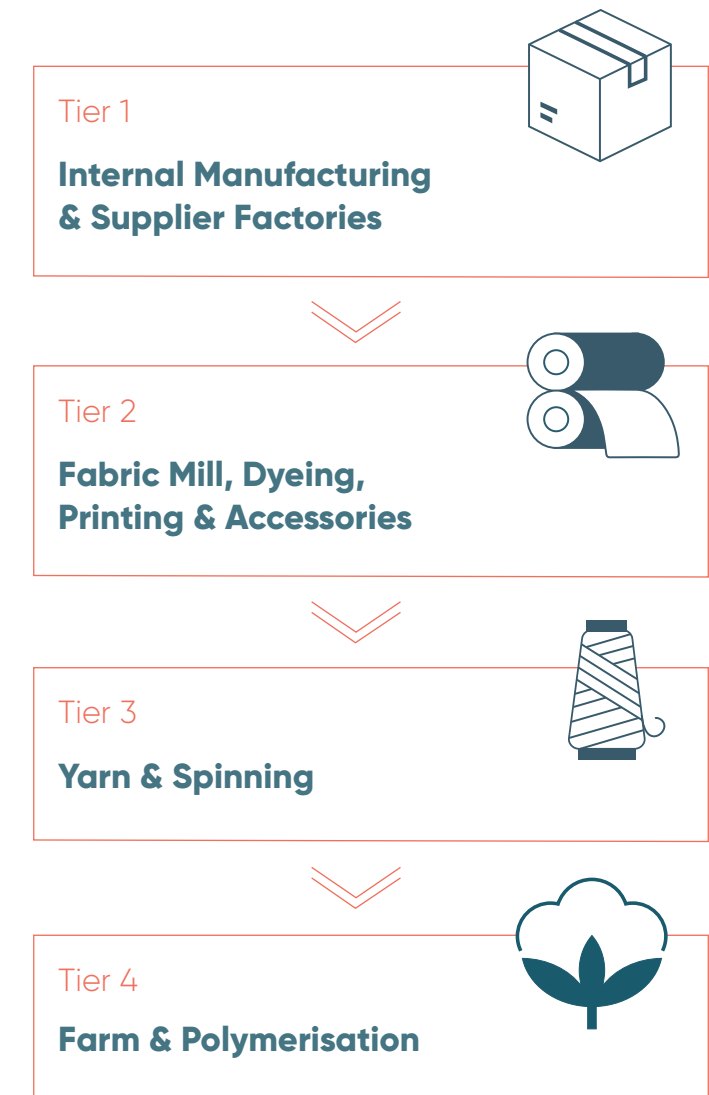 Tier 1
Internal Manufacturing
& Supplier Factories
Tier 2
Fabric Mill, Dyeing,
Printing & Accessories
Tier 3
Yarn & Spinning
Tier 4
Farm & Polymerisation